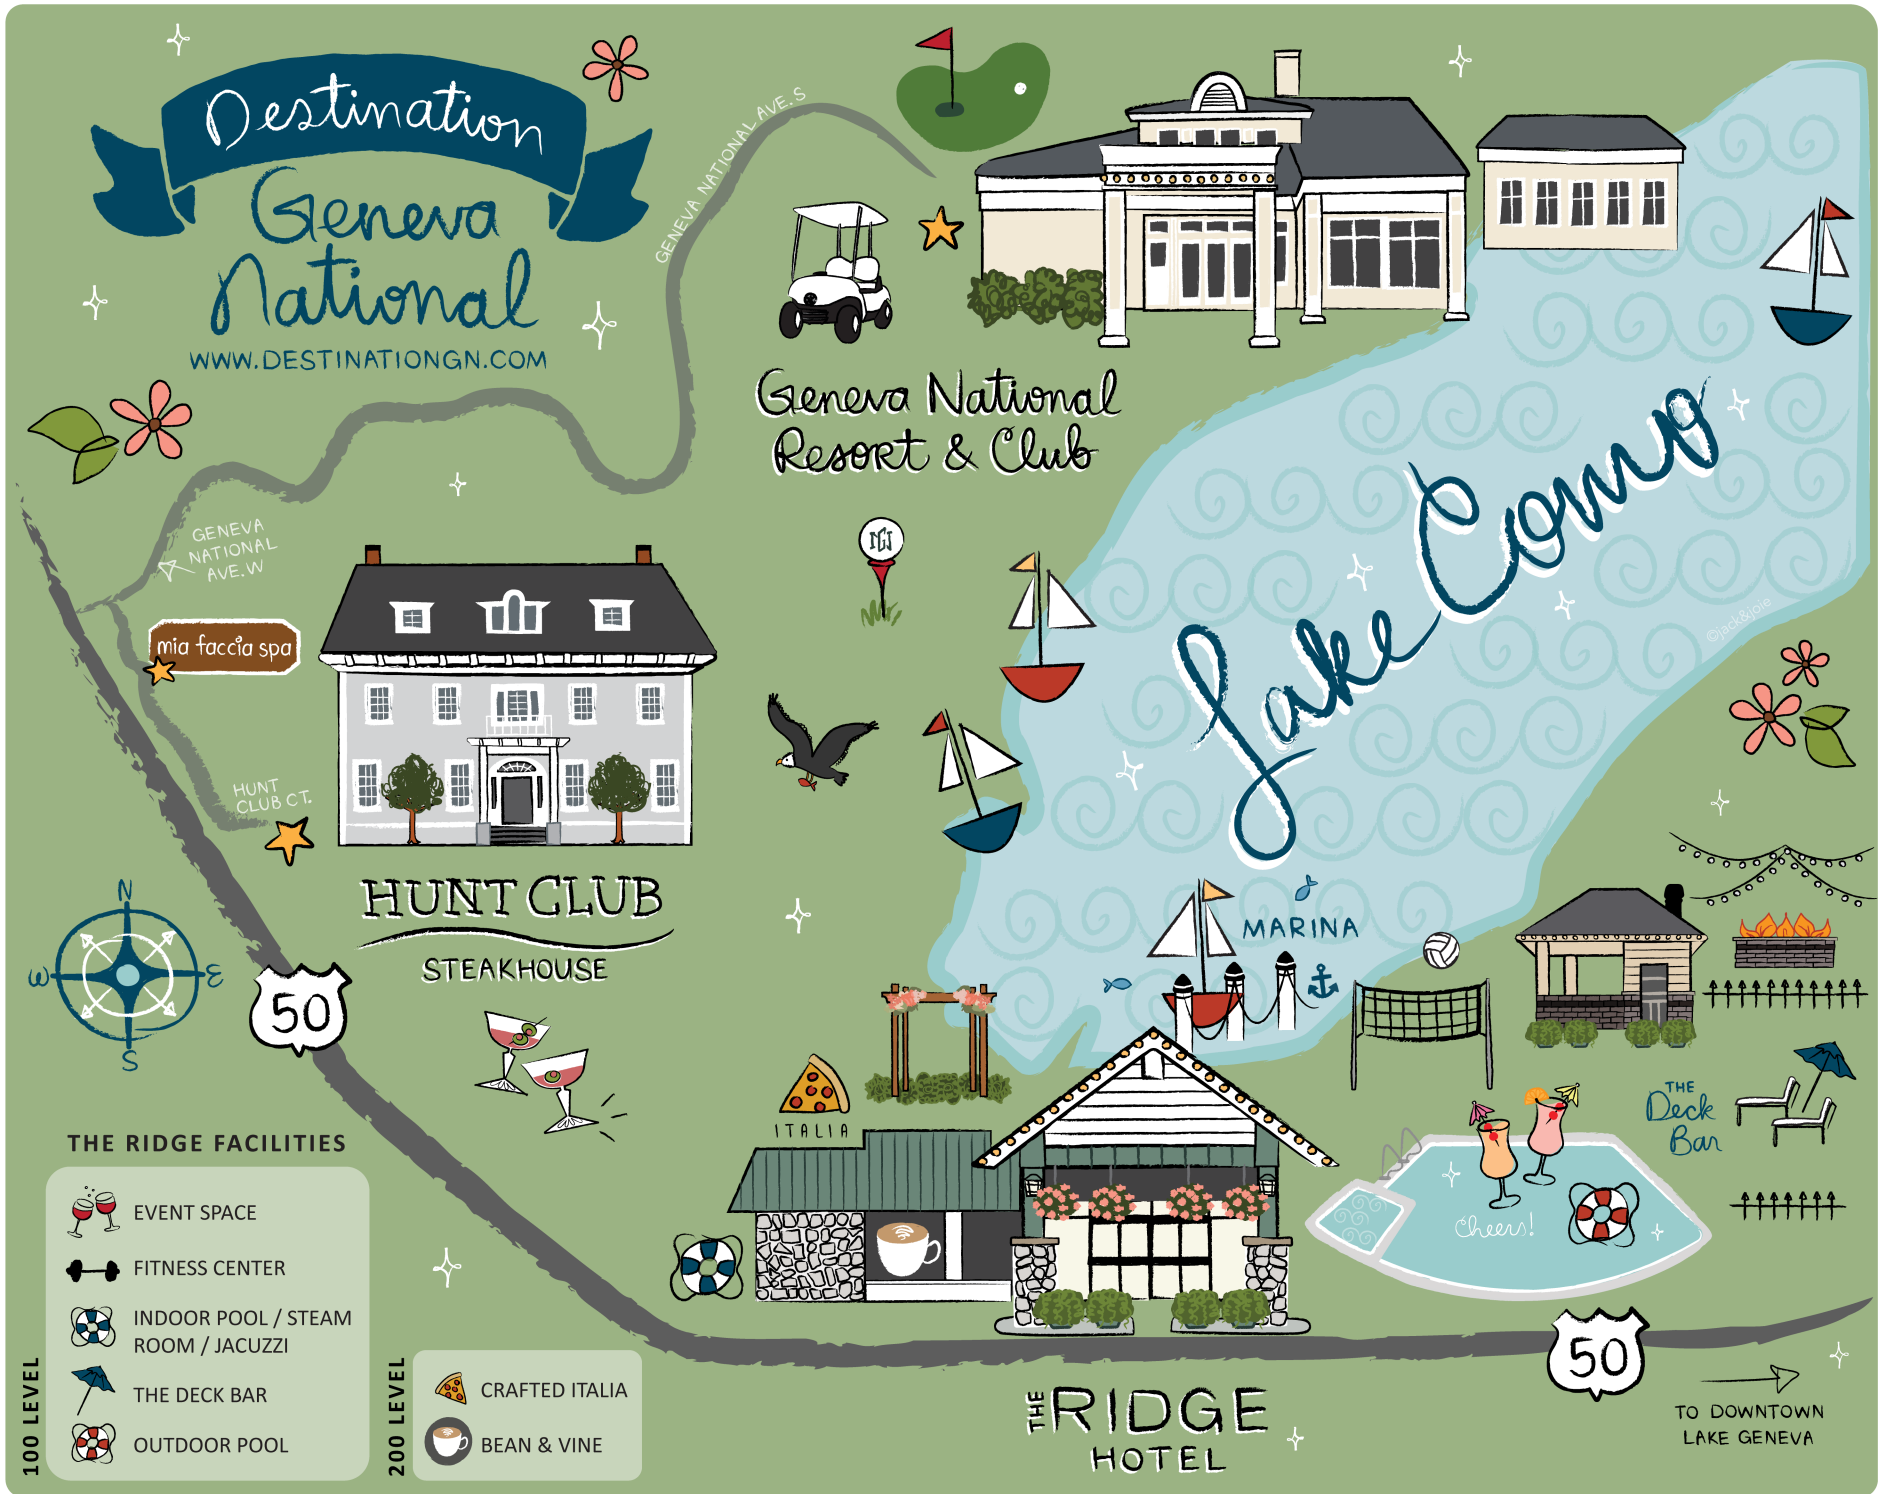 Destination
Geneva
National
WWW.DESTINATIONGN.COM
GENEVA NATIONAL AVE. S
Geneva National
Resort & Club
GENEVA
NATIONAL
AVE. W
mia faccia spa
HUNT
CLUB CT.
HUNT CLUB
STEAKHOUSE
Lake Como
©jack&joie
MARINA
N
W
E
S
50
ITALIA
THE
Deck
Bar
Cheers!
THE RIDGE
HOTEL
50
TO DOWNTOWN
LAKE GENEVA
THE RIDGE FACILITIES
100 LEVEL
EVENT SPACE
FITNESS CENTER
INDOOR POOL / STEAM
ROOM / JACUZZI
THE DECK BAR
OUTDOOR POOL
200 LEVEL
CRAFTED ITALIA
BEAN & VINE